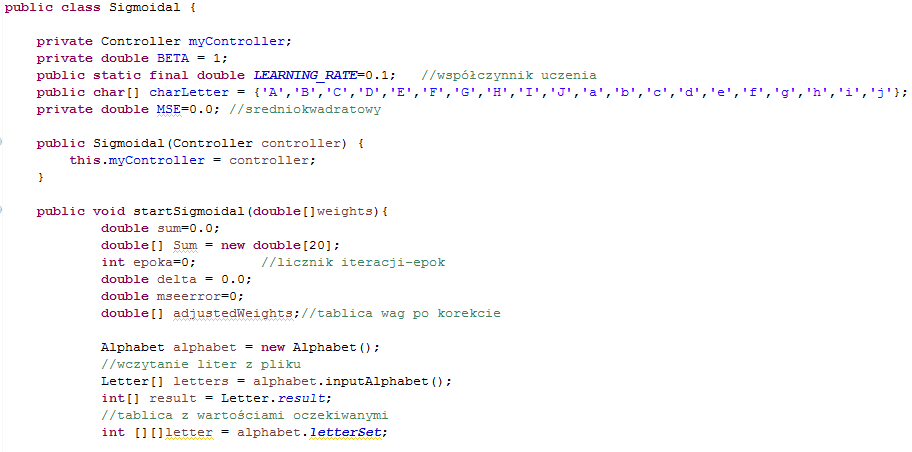 public class Sigmoidal {
private Controller myController;
private double BETA = 1;
public static final double LEARNING_RATE=0.1; //współczynnik uczenia
public char[] charLetter = {'A','B','C','D','E','F','G','H','I','J','a','b','c','d','e','f','g','h','i','j'};
private double MSE=0.0; //sredniokwadratowy
public Sigmoidal(Controller controller) {
this.myController = controller;
}
public void startSigmoidal(double[]weights){
double sum=0.0;
double[] Sum = new double[20];
int epoka=0; //licznik iteracji-epok
double delta = 0.0;
double mseerror=0;
double[] adjustedWeights;//tablica wag po korekcie
Alphabet alphabet = new Alphabet();
//wczytanie liter z pliku
Letter[] letters = alphabet.inputAlphabet();
int[] result = Letter.result;
//tablica z wartościami oczekiwanymi
int [][]letter = alphabet.letterSet;